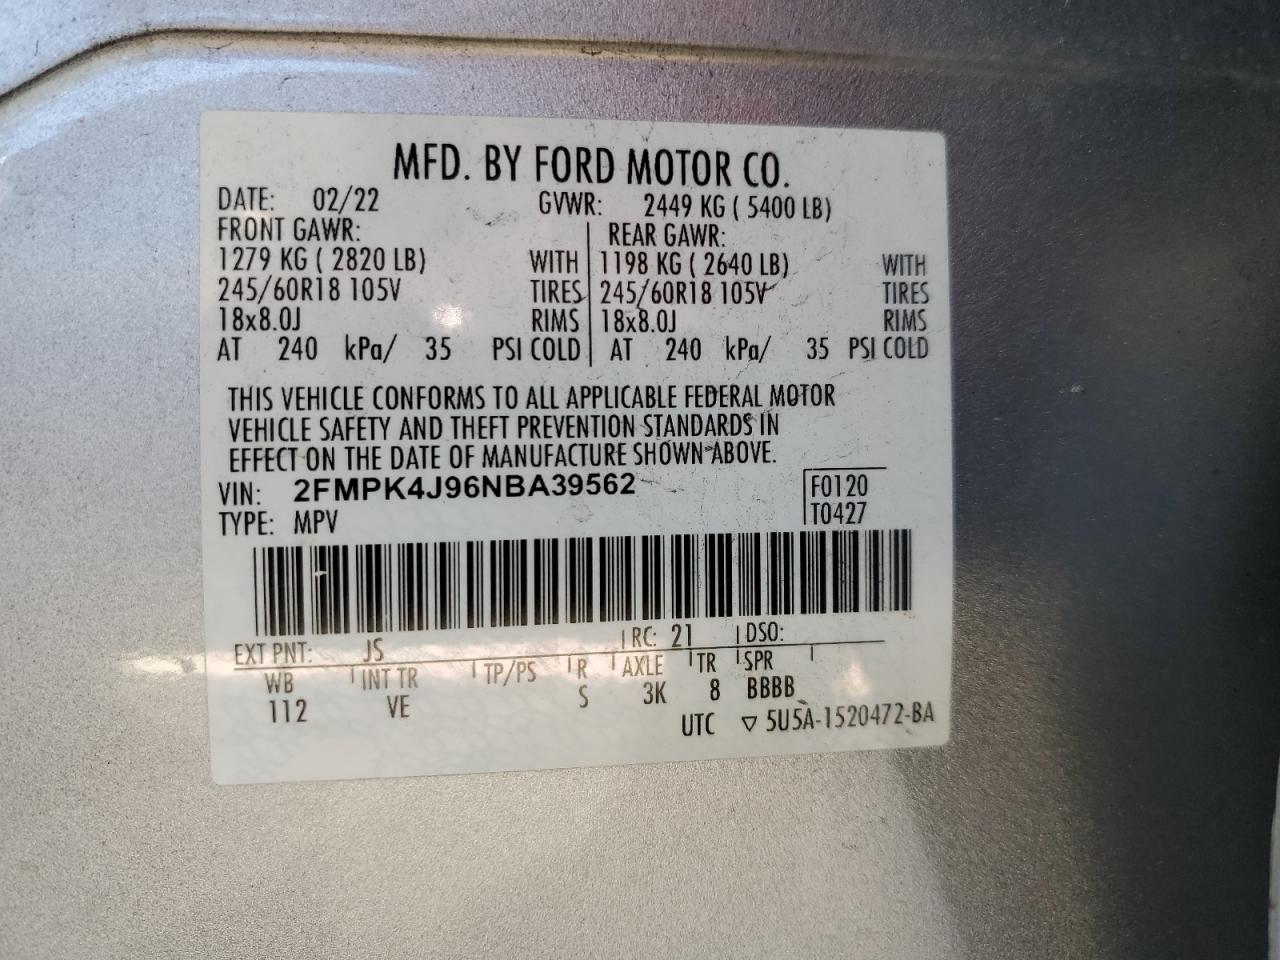 MFD. BY FORD MOTOR CO.
DATE: 02/22 GVWR: 2449 KG ( 5400 LB)
FRONT GAWR: REAR GAWR:
1279 KG ( 2820 LB) WITH 1198 KG ( 2640 LB) WITH
245/60R18 105V TIRES 245/60R18 105V TIRES
18x8.0J RIMS 18x8.0J RIMS
AT 240 kPa/ 35 PSI COLD AT 240 kPa/ 35 PSI COLD
THIS VEHICLE CONFORMS TO ALL APPLICABLE FEDERAL MOTOR
VEHICLE SAFETY AND THEFT PREVENTION STANDARDS IN
EFFECT ON THE DATE OF MANUFACTURE SHOWN ABOVE.
VIN: 2FMPK4J96NBA39562 F0120
TYPE: MPV T0427
EXT PNT: JS RC: 21 DSO:
WB INT TR TP/PS R AXLE TR SPR
112 VE S 3K 8 BBBB
UTC ▽ 5U5A-1520472-BA